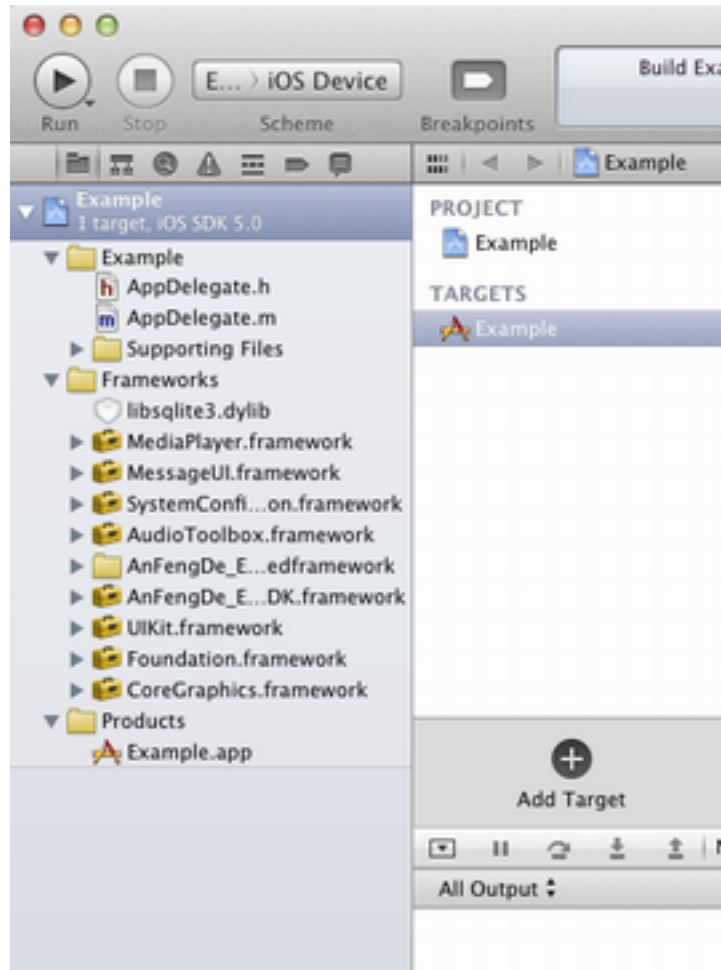 Build Exa
E... › iOS Device
Run Stop Scheme Breakpoints
Example
Example
1 target, iOS SDK 5.0
PROJECT
Example
Example
AppDelegate.h
TARGETS
AppDelegate.m
Example
Supporting Files
Frameworks
libsqlite3.dylib
MediaPlayer.framework
MessageUI.framework
SystemConfi...on.framework
AudioToolbox.framework
AnFengDe_E...edframework
AnFengDe_E...DK.framework
UIKit.framework
Foundation.framework
CoreGraphics.framework
Products
Example.app
Add Target
All Output